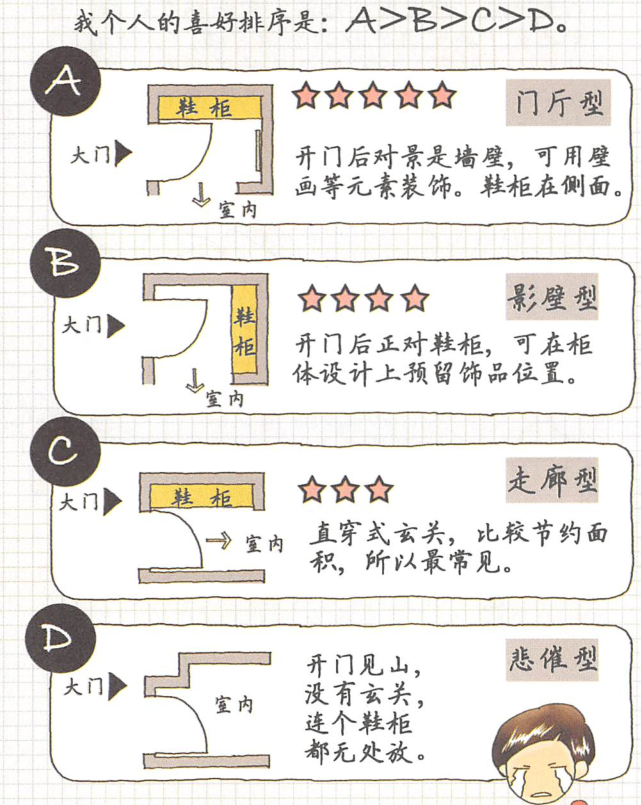 我个人的喜好排序是：A>B>C>D。
A
鞋柜
门厅型
大门
室内
开门后对景是墙壁，可用壁
画等元素装饰。鞋柜在侧面。
B
影壁型
大门
鞋柜
室内
开门后正对鞋柜，可在柜
体设计上预留饰品位置。
C
走廊型
大门
鞋柜
室内
直穿式玄关，比较节约面
积，所以最常见。
D
悲催型
大门
室内
开门见山，
没有玄关，
连个鞋柜
都无处放。